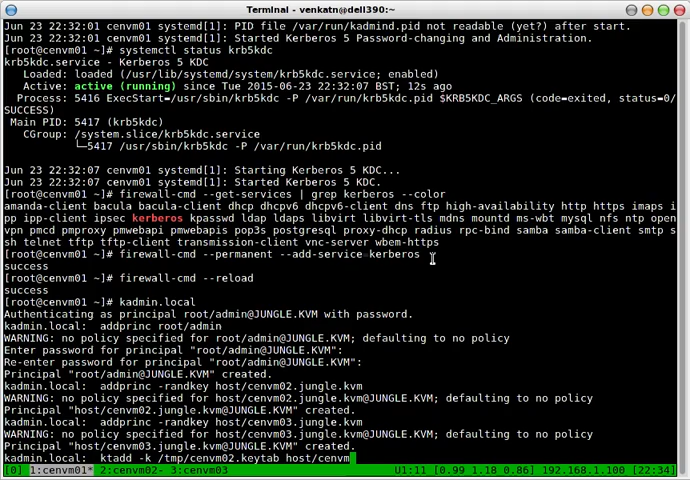 Terminal - venkatn@dell390:~
Jun 23 22:32:01 cenvm01 systemd[1]: PID file /var/run/kadmind.pid not readable (yet?) after start.
Jun 23 22:32:01 cenvm01 systemd[1]: Started Kerberos 5 Password-changing and Administration.
[root@cenvm01 ~]# systemctl status krb5kdc
krb5kdc.service - Kerberos 5 KDC
Loaded: loaded (/usr/lib/systemd/system/krb5kdc.service; enabled)
Active: active (running) since Tue 2015-06-23 22:32:07 BST; 12s ago
Process: 5416 ExecStart=/usr/sbin/krb5kdc -P /var/run/krb5kdc.pid $KRB5KDC_ARGS (code=exited, status=0/
SUCCESS)
Main PID: 5417 (krb5kdc)
CGroup: /system.slice/krb5kdc.service
└─5417 /usr/sbin/krb5kdc -P /var/run/krb5kdc.pid
Jun 23 22:32:07 cenvm01 systemd[1]: Starting Kerberos 5 KDC...
Jun 23 22:32:07 cenvm01 systemd[1]: Started Kerberos 5 KDC.
[root@cenvm01 ~]# firewall-cmd --get-services | grep kerberos --color
amanda-client bacula bacula-client dhcp dhcpv6 dhcpv6-client dns ftp high-availability http https imaps i
pp ipp-client ipsec kerberos kpasswd ldap ldaps libvirt libvirt-tls mdns mountd ms-wbt mysql nfs ntp open
vpn pmcd pmproxy pmwebapi pmwebapis pop3s postgresql proxy-dhcp radius rpc-bind samba samba-client smtp s
sh telnet tftp tftp-client transmission-client vnc-server wbem-https
[root@cenvm01 ~]# firewall-cmd --permanent --add-service kerberos
success
[root@cenvm01 ~]# firewall-cmd --reload
success
[root@cenvm01 ~]# kadmin.local
Authenticating as principal root/admin@JUNGLE.KVM with password.
kadmin.local:  addprinc root/admin
WARNING: no policy specified for root/admin@JUNGLE.KVM; defaulting to no policy
Enter password for principal "root/admin@JUNGLE.KVM":
Re-enter password for principal "root/admin@JUNGLE.KVM":
Principal "root/admin@JUNGLE.KVM" created.
kadmin.local:  addprinc -randkey host/cenvm02.jungle.kvm
WARNING: no policy specified for host/cenvm02.jungle.kvm@JUNGLE.KVM; defaulting to no policy
Principal "host/cenvm02.jungle.kvm@JUNGLE.KVM" created.
kadmin.local:  addprinc -randkey host/cenvm03.jungle.kvm
WARNING: no policy specified for host/cenvm03.jungle.kvm@JUNGLE.KVM; defaulting to no policy
Principal "host/cenvm03.jungle.kvm@JUNGLE.KVM" created.
kadmin.local:  ktadd -k /tmp/cenvm02.keytab host/cenvm
[0] 1:cenvm01* 2:cenvm02- 3:cenvm03 U1:11 [0.99 1.18 0.86] 192.168.1.100 [22:34]